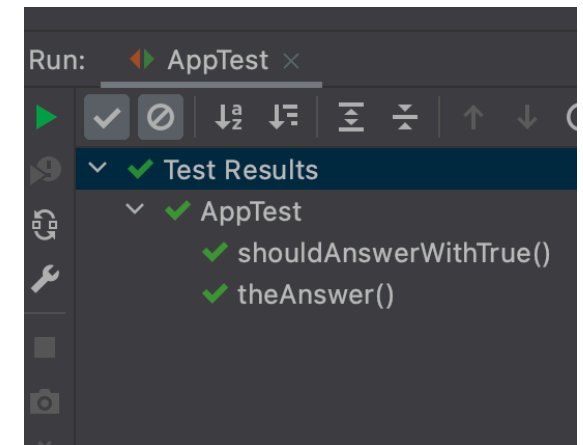 Run: AppTest
Test Results
AppTest
shouldAnswerWithTrue()
theAnswer()